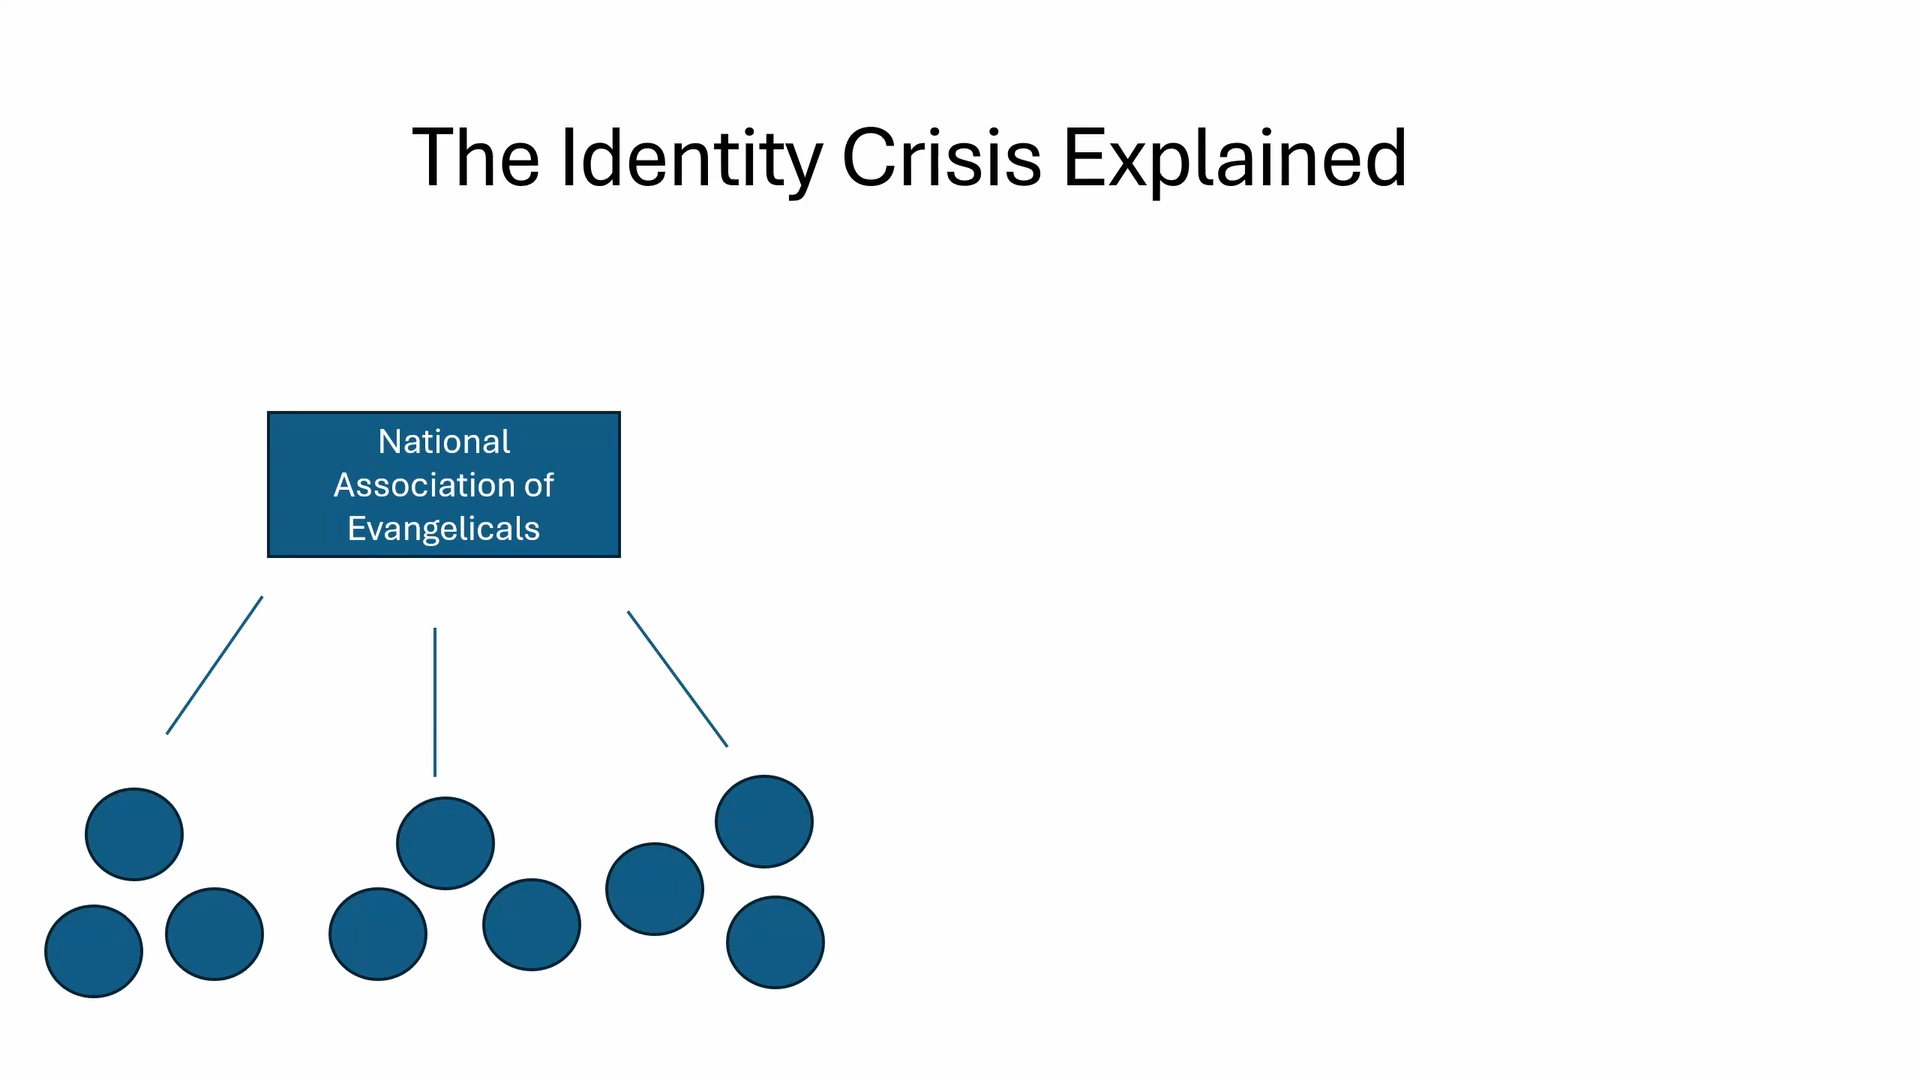 The Identity Crisis Explained
National
Association of
Evangelicals